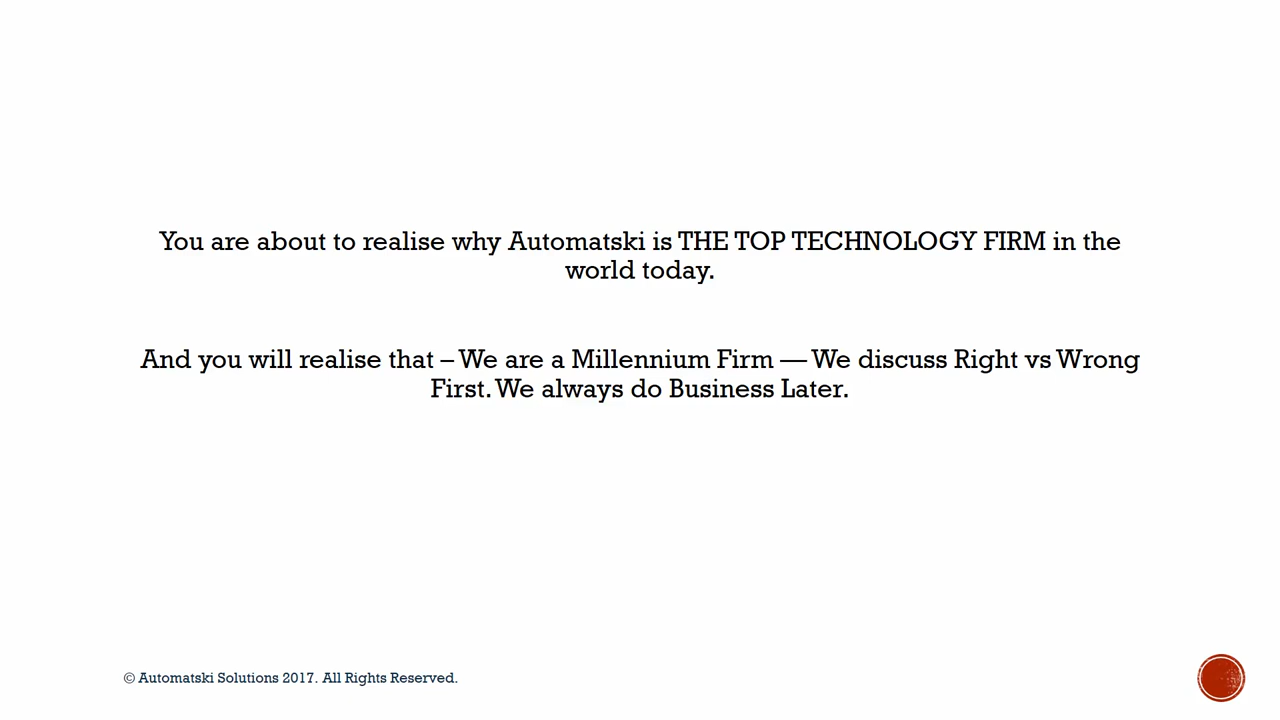 You are about to realise why Automatski is THE TOP TECHNOLOGY FIRM in the
world today.
And you will realise that – We are a Millennium Firm — We discuss Right vs Wrong
First. We always do Business Later.
© Automatski Solutions 2017. All Rights Reserved.